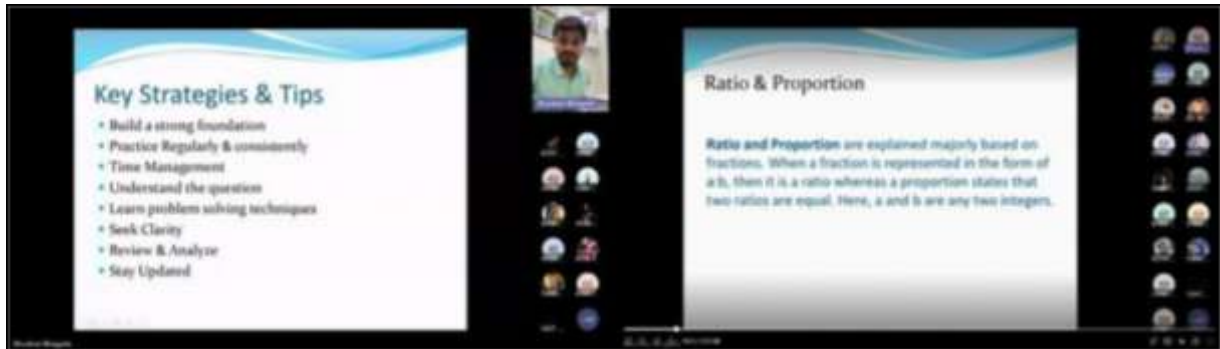 Key Strategies & Tips
• Build a strong foundation
• Practice Regularly & consistently
• Time Management
• Understand the question
• Learn problem solving techniques
• Seek Clarity
• Review & Analyze
• Stay Updated
Ratio & Proportion
Ratio and Proportion are explained majorly based on
fractions. When a fraction is represented in the form of
a:b, then it is a ratio whereas a proportion states that
two ratios are equal. Here, a and b are any two integers.